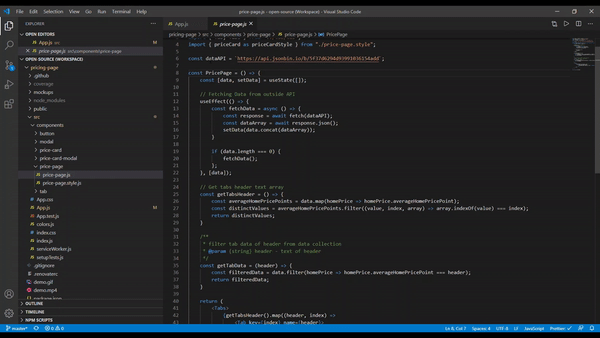 File Edit Selection View Go Run Terminal Help
price-page.js - open-source (Workspace) - Visual Studio Code
EXPLORER
OPEN EDITORS
App.js src
price-page.js src\components\price-page
OPEN SOURCE (WORKSPACE)
pricing-page
.github
coverage
mockups
node_modules
public
src
components
button
modal
price-card
price-card-modal
price-page
price-page.js
price-page.style.js
tab
App.css
App.js
App.test.js
colors.js
index.css
index.js
serviceWorker.js
setupTests.js
.gitignore
.renovaterc
demo.gif
demo.mp4
package.json
OUTLINE
TIMELINE
NPM SCRIPTS
App.js
price-page.js
pricing-page > src > components > price-page > price-page.js > PricePage
import { priceCard as priceCardStyle } from "./price-page.style";
const PricePage = () => {
const [data, setData] = useState([]);
// Fetching Data from outside API
useEffect(() => {
const fetchData = async () => {
const response = await fetch(dataAPI);
const dataArray = await response.json();
setData(data.concat(dataArray));
}
if (data.length === 0) {
fetchData();
};
}, [data]);
// Get tabs header text array
const getTabsHeader = () => {
const averageHomePricePoints = data.map(homePrice => homePrice.averageHomePricePoint);
const distinctValues = averageHomePricePoints.filter((value, index, array) => array.indexOf(value) === index);
return distinctValues;
}
/**
* filter tab data of header from data collection
* @param {string} header - text of header
*/
const getTabData = (header) => {
const filteredData = data.filter(homePrice => homePrice.averageHomePricePoint === header);
return filteredData;
}
return (
<Tabs>
{getTabsHeader().map((header, index) =>
<Tab key={index} name={header}>
master*
0 0
Ln 8, Col 7 Spaces: 4 UTF-8 LF JavaScript Prettier